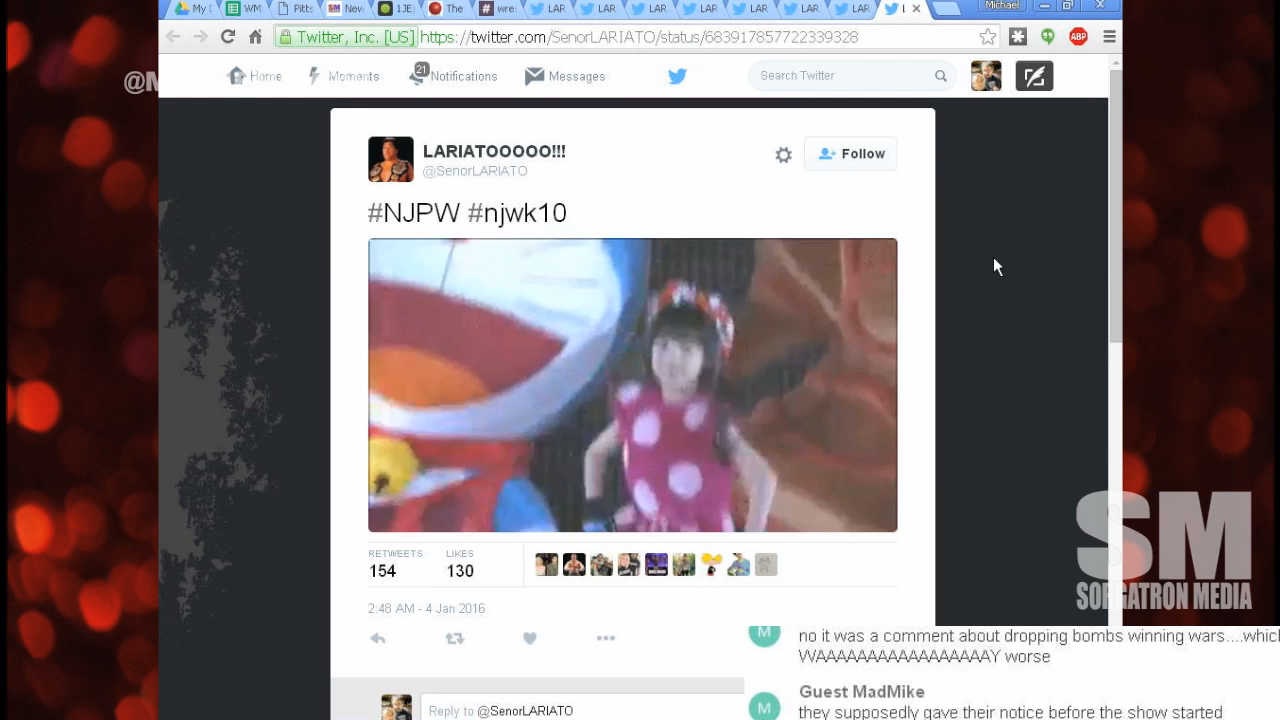 My
WM
Pitts
New
1JE
The
# wre
LAR
LAR
LAR
LAR
LAR
LAR
LAR
L
Michael
Twitter, Inc. [US] https://twitter.com/SenorLARIATO/status/683917857722339328
ABP
@M
Home
Moments
21
Notifications
Messages
Search Twitter
LARIATOOOOO!!!
@SenorLARIATO
Follow
#NJPW #njwk10
RETWEETS
154
LIKES
130
2:48 AM - 4 Jan 2016
Reply to @SenorLARIATO
SM
SORGATRON MEDIA
M
no it was a comment about dropping bombs winning wars....which
WAAAAAAAAAAAAAAAAY worse
M
Guest MadMike
they supposedly gave their notice before the show started